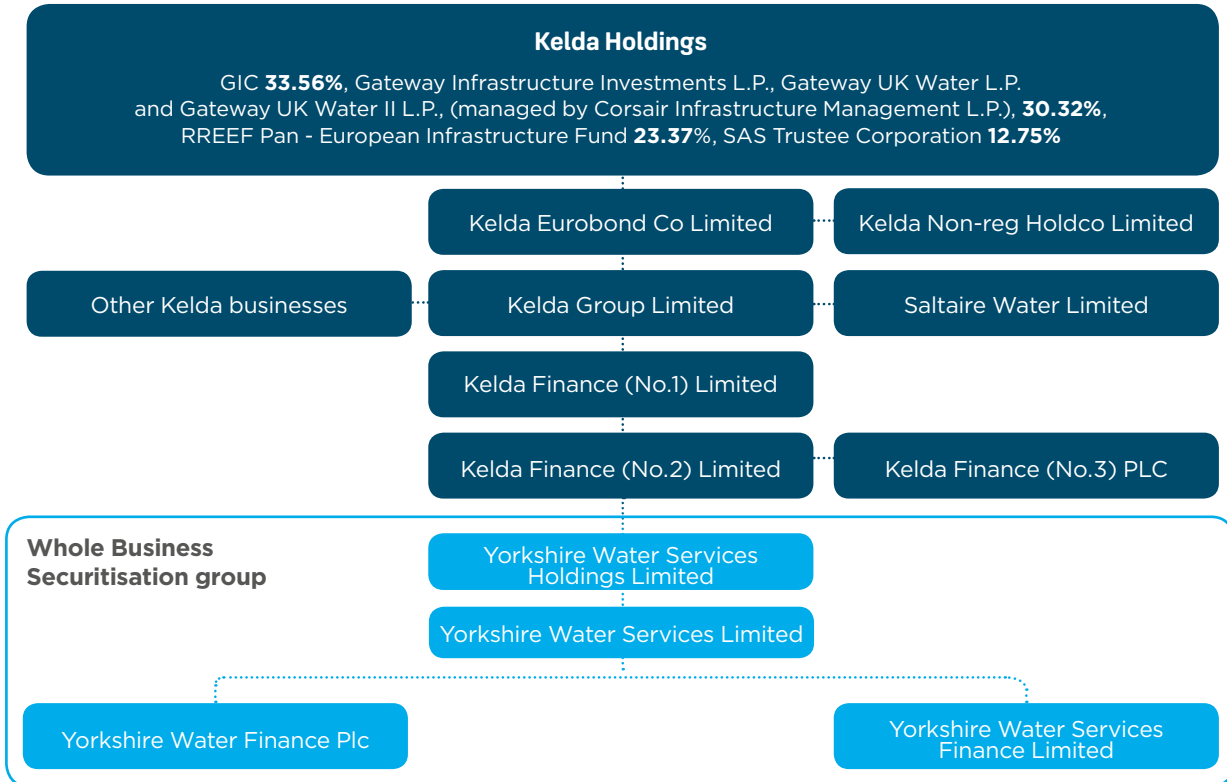 Kelda Holdings
GIC 33.56%, Gateway Infrastructure Investments L.P., Gateway UK Water L.P.
and Gateway UK Water II L.P., (managed by Corsair Infrastructure Management L.P.), 30.32%,
RREEF Pan - European Infrastructure Fund 23.37%, SAS Trustee Corporation 12.75%
Kelda Eurobond Co Limited
Kelda Non-reg Holdco Limited
Other Kelda businesses
Kelda Group Limited
Saltaire Water Limited
Kelda Finance (No.1) Limited
Kelda Finance (No.2) Limited
Kelda Finance (No.3) PLC
Whole Business
Securitisation group
Yorkshire Water Services
Holdings Limited
Yorkshire Water Services Limited
Yorkshire Water Finance Plc
Yorkshire Water Services
Finance Limited